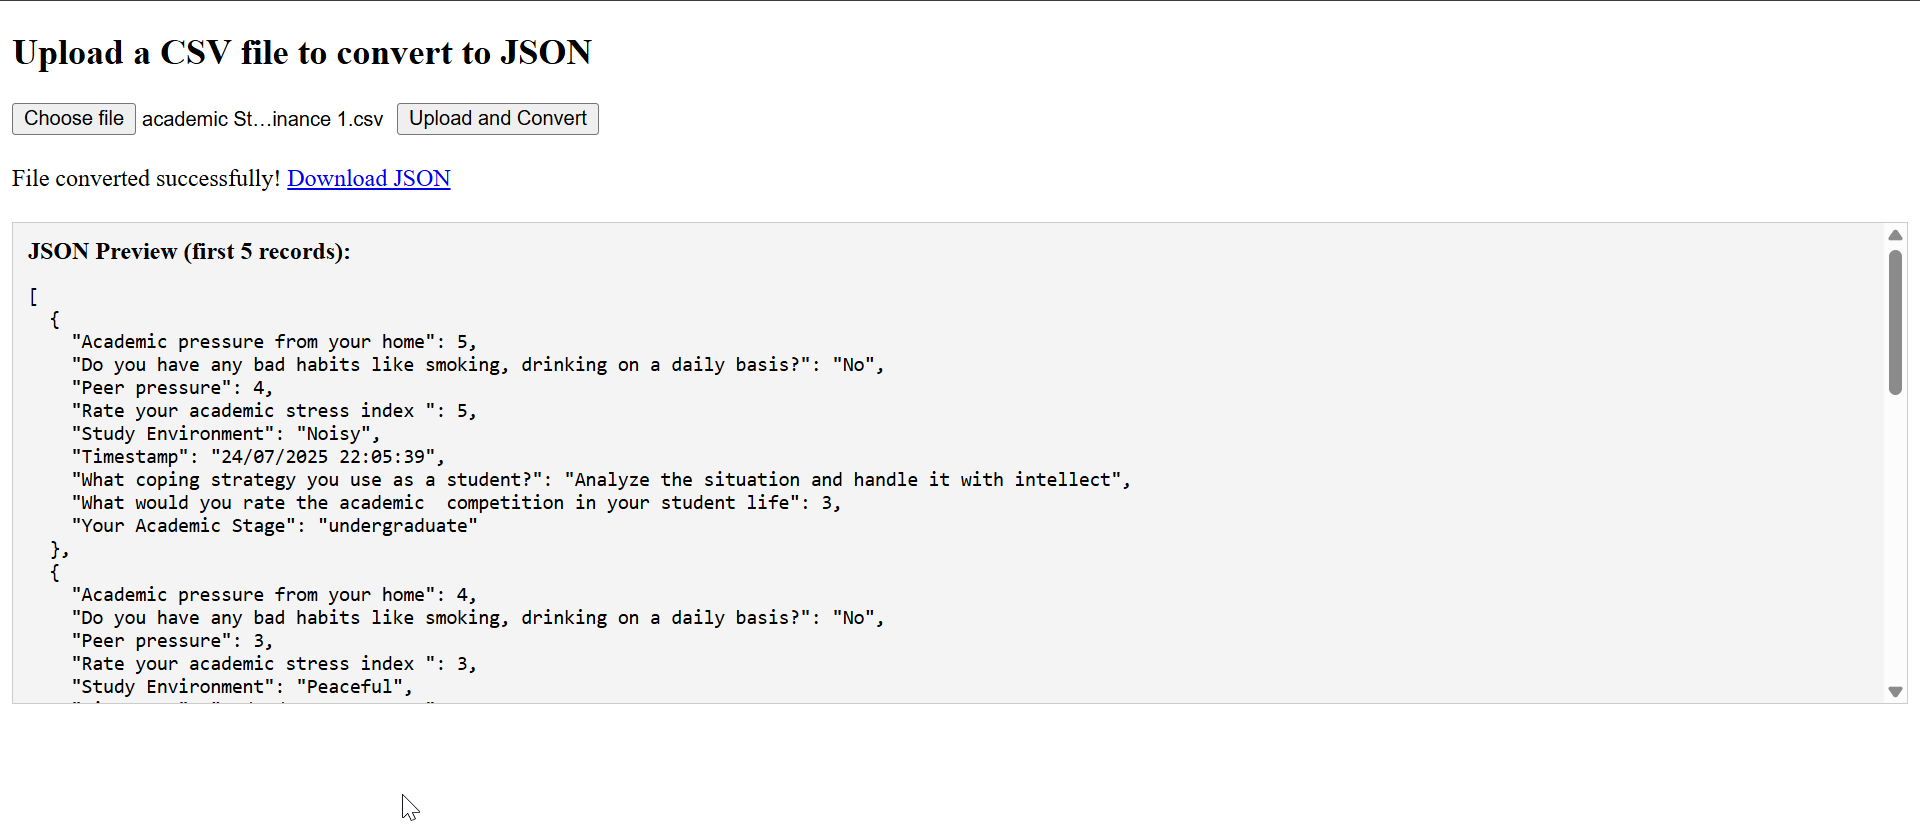 Upload a CSV file to convert to JSON
Choose file academic St...inance 1.csv Upload and Convert
File converted successfully! Download JSON
JSON Preview (first 5 records):
[
  {
    "Academic pressure from your home": 5,
    "Do you have any bad habits like smoking, drinking on a daily basis?": "No",
    "Peer pressure": 4,
    "Rate your academic stress index ": 5,
    "Study Environment": "Noisy",
    "Timestamp": "24/07/2025 22:05:39",
    "What coping strategy you use as a student?": "Analyze the situation and handle it with intellect",
    "What would you rate the academic  competition in your student life": 3,
    "Your Academic Stage": "undergraduate"
  },
  {
    "Academic pressure from your home": 4,
    "Do you have any bad habits like smoking, drinking on a daily basis?": "No",
    "Peer pressure": 3,
    "Rate your academic stress index ": 3,
    "Study Environment": "Peaceful",